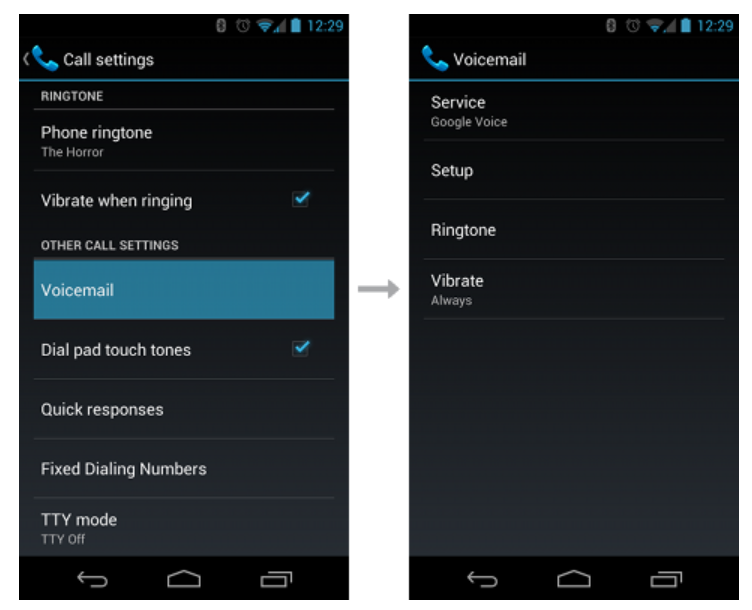 12:29
Call settings
RINGTONE
Phone ringtone
The Horror
Vibrate when ringing
OTHER CALL SETTINGS
Voicemail
Dial pad touch tones
Quick responses
Fixed Dialing Numbers
TTY mode
TTY Off
12:29
Voicemail
Service
Google Voice
Setup
Ringtone
Vibrate
Always